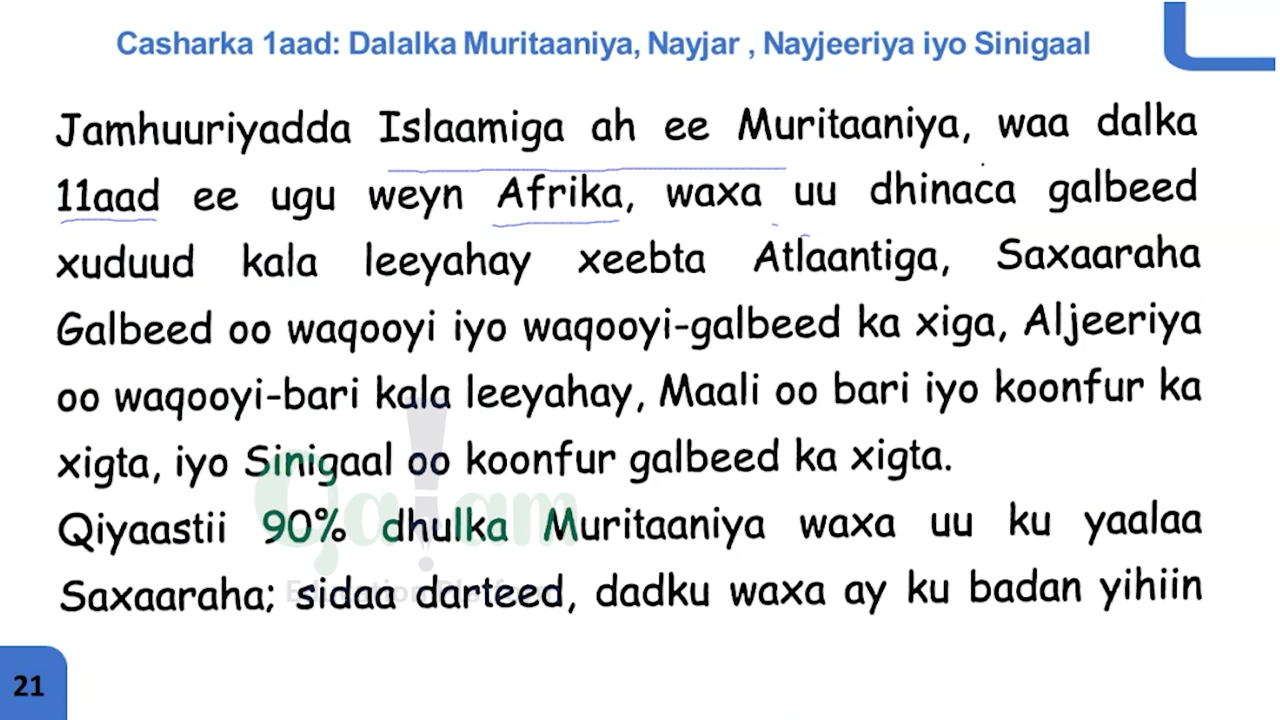 Casharka 1aad: Dalalka Muritaaniya, Nayjar , Nayjeeriya iyo Sinigaal
Jamhuuriyadda Islaamiga ah ee Muritaaniya, waa dalka
11aad ee ugu weyn Afrika, waxa uu dhinaca galbeed
xuduud kala leeyahay xeebta Atlaantiga, Saxaaraha
Galbeed oo waqooyi iyo waqooyi-galbeed ka xiga, Aljeeriya
oo waqooyi-bari kala leeyahay, Maali oo bari iyo koonfur ka
xigta, iyo Sinigaal oo koonfur galbeed ka xigta.
Qiyaastii 90% dhulka Muritaaniya waxa uu ku yaalaa
Saxaaraha; sidaa darteed, dadku waxa ay ku badan yihiin
Qalam
Education Platform
21